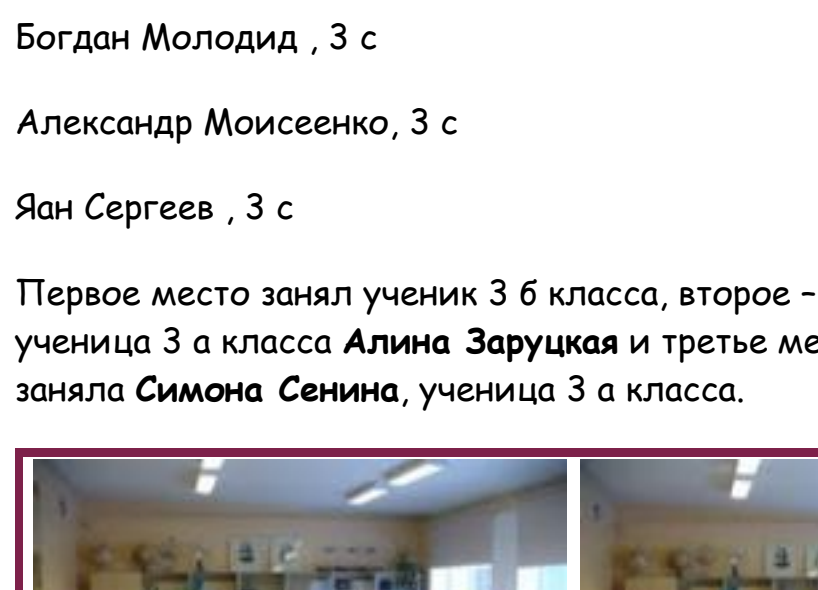 Богдан Молодид , 3 с
Александр Моисеенко, 3 с
Яан Сергеев , 3 с
Первое место занял ученик 3 б класса, второе –
ученица 3 а класса Алина Заруцкая и третье ме
заняла Симона Сенина, ученица 3 а класса.